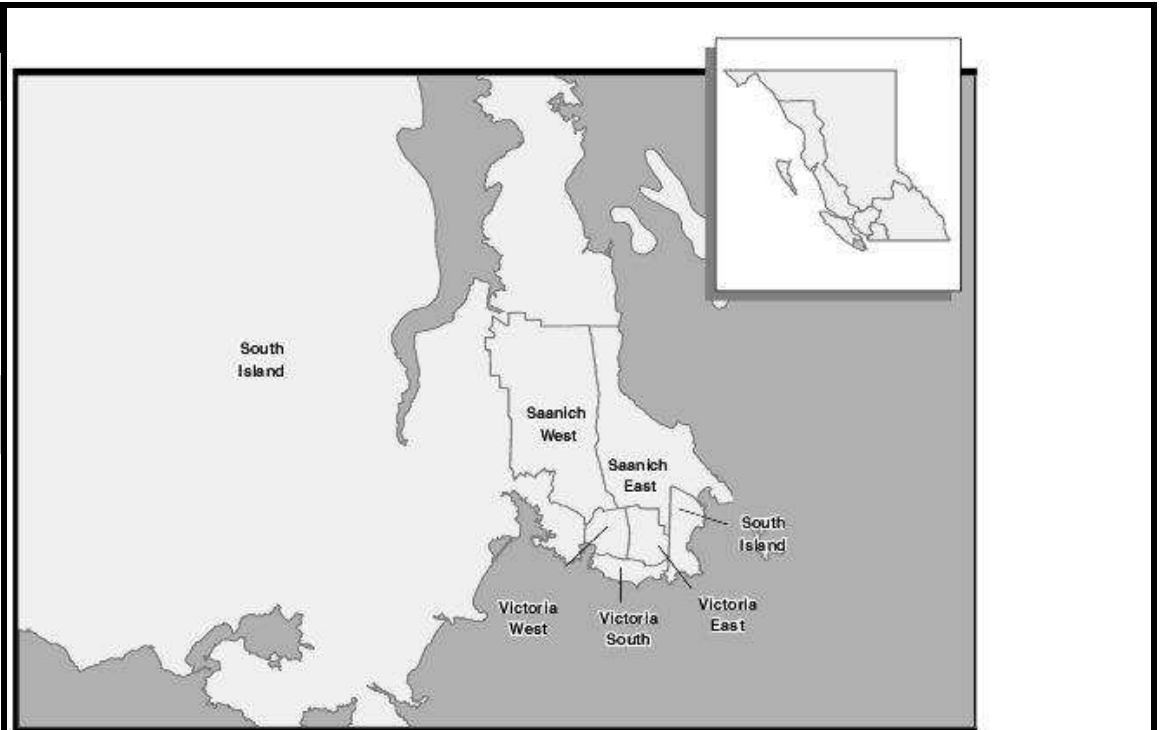 South
Island
Saanich
West
Saanich
East
South
Island
Victoria
West
Victoria
South
Victoria
East